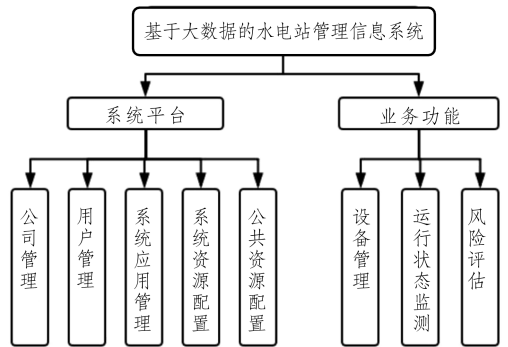 基于大数据的水电站管理信息系统
系统平台
业务功能
公司管理
用户管理
系统应用管理
系统资源配置
公共资源配置
设备管理
运行状态监测
风险评估